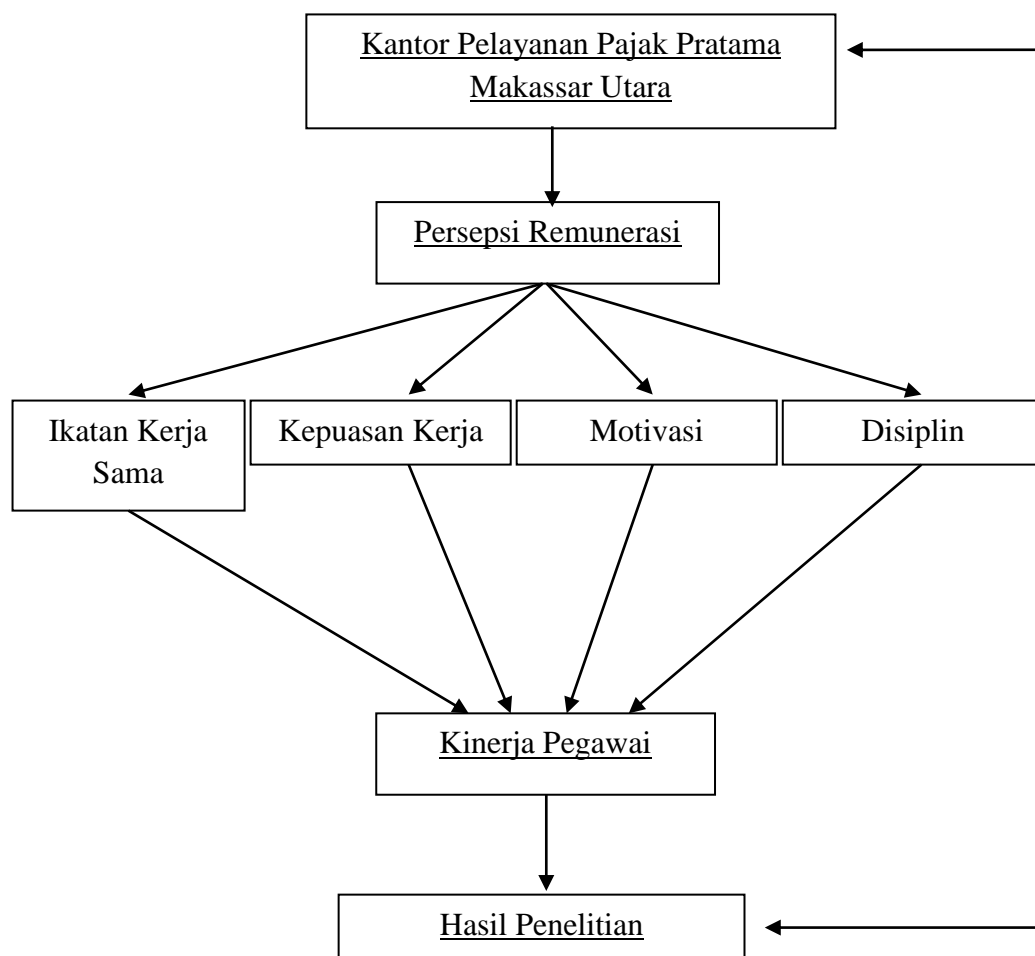 Kantor Pelayanan Pajak Pratama
Makassar Utara
Persepsi Remunerasi
Ikatan Kerja
Sama
Kepuasan Kerja
Motivasi
Disiplin
Kinerja Pegawai
Hasil Penelitian